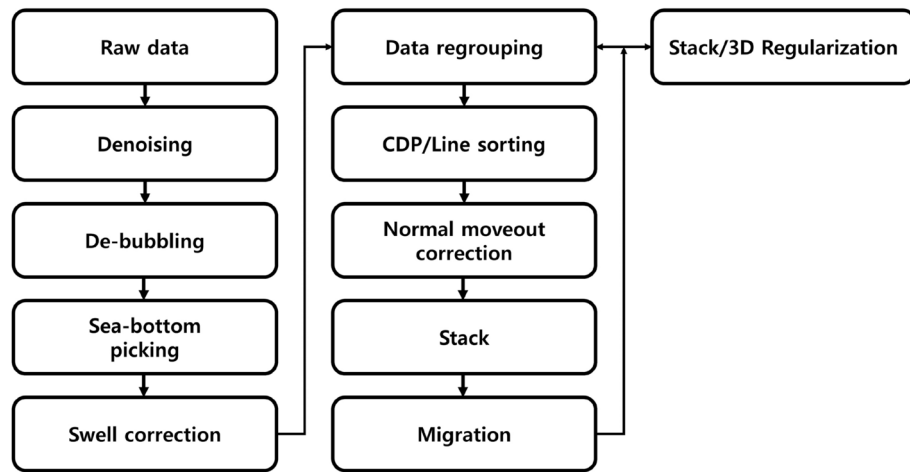 Raw data
Denoising
De-bubbling
Sea-bottom
picking
Swell correction
Data regrouping
CDP/Line sorting
Normal moveout
correction
Stack
Migration
Stack/3D Regularization